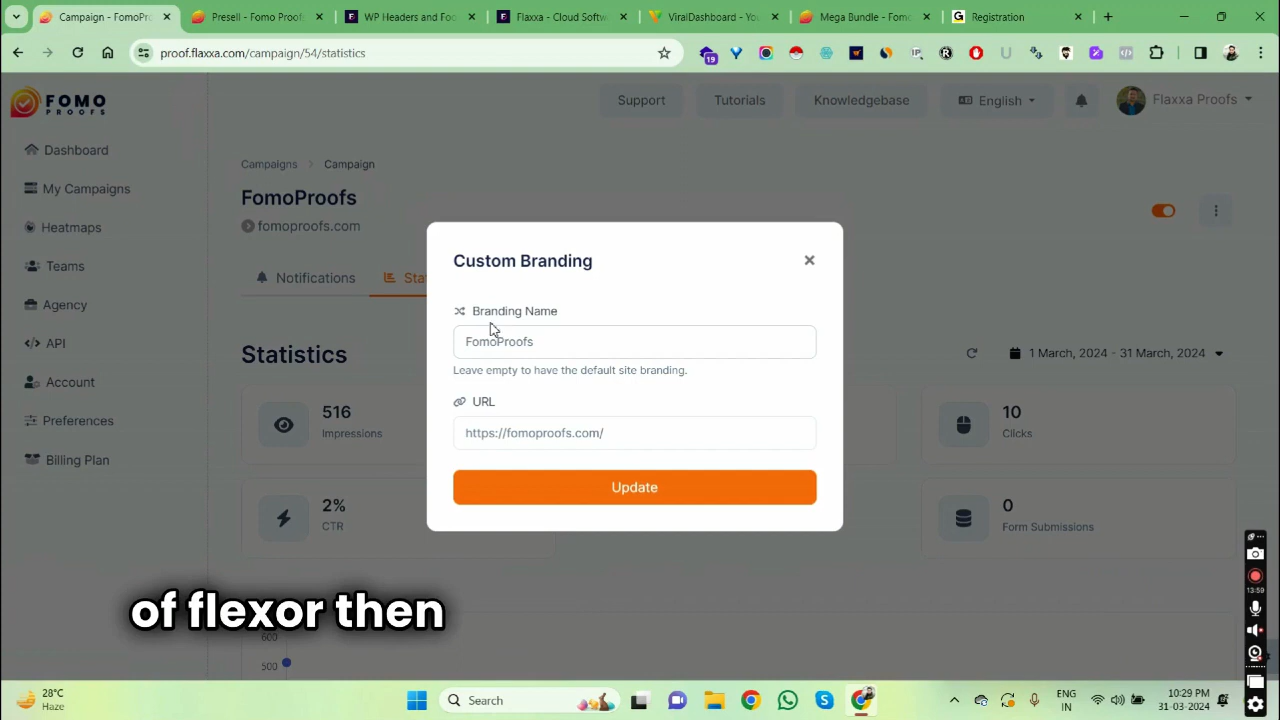 Campaign - FomoPr
Presell - Fomo Proofs
WP Headers and Foo
Flaxxa - Cloud Softw
ViralDashboard - Yo
Mega Bundle - Fomo
Registration
proof.flaxxa.com/campaign/54/statistics
19
FOMO
PROOFS
Support
Tutorials
Knowledgebase
English
Flaxxa Proofs
Dashboard
My Campaigns
Heatmaps
Teams
Agency
API
Account
Preferences
Billing Plan
Campaigns > Campaign
FomoProofs
fomoproofs.com
Notifications
Sta
Statistics
1 March, 2024 - 31 March, 2024
516
Impressions
10
Clicks
2%
CTR
0
Form Submissions
600
500
Custom Branding
×
Branding Name
FomoProofs
Leave empty to have the default site branding.
URL
https://fomoproofs.com/
Update
of flexor then
13:59
28°C
Haze
Search
ENG
IN
10:29 PM
31-03-2024